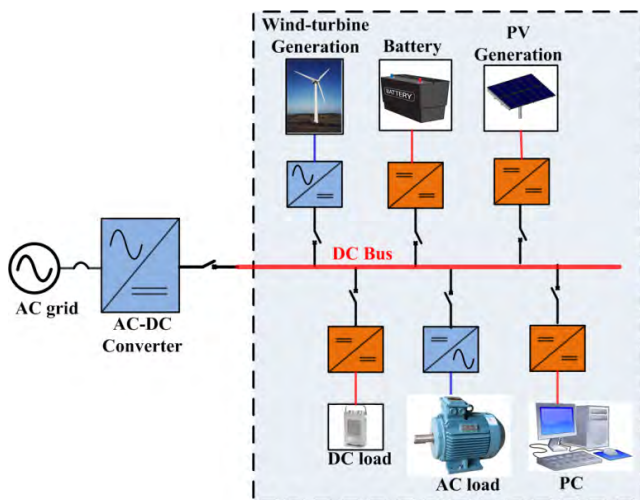 Wind-turbine
Generation
Battery
PV
Generation
BATTERY
DC Bus
AC grid
AC-DC
Converter
DC load
AC load
PC